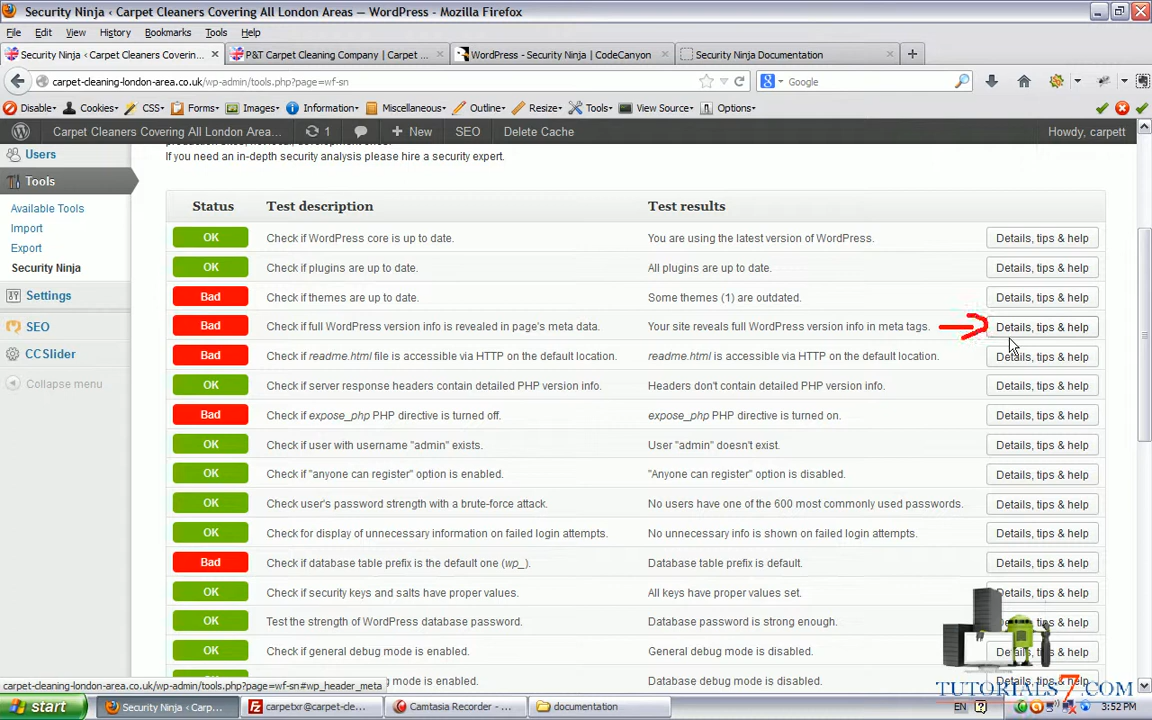 Security Ninja ‹ Carpet Cleaners Covering All London Areas — WordPress - Mozilla Firefox
File Edit View History Bookmarks Tools Help
Security Ninja ‹ Carpet Cleaners Coverin... × P&T Carpet Cleaning Company | Carpet ... × WordPress - Security Ninja | CodeCanyon × Security Ninja Documentation × +
carpet-cleaning-london-area.co.uk/wp-admin/tools.php?page=wf-sn Google
Disable Cookies CSS Forms Images Information Miscellaneous Outline Resize Tools View Source Options
Carpet Cleaners Covering All London Area... 1 New SEO Delete Cache Howdy, carpett
Users
Tools
Available Tools
Import
Export
Security Ninja
Settings
SEO
CCSlider
Collapse menu
If you need an in-depth security analysis please hire a security expert.
Status Test description Test results
OK Check if WordPress core is up to date. You are using the latest version of WordPress. Details, tips & help
OK Check if plugins are up to date. All plugins are up to date. Details, tips & help
Bad Check if themes are up to date. Some themes (1) are outdated. Details, tips & help
Bad Check if full WordPress version info is revealed in page's meta data. Your site reveals full WordPress version info in meta tags. Details, tips & help
Bad Check if readme.html file is accessible via HTTP on the default location. readme.html is accessible via HTTP on the default location. Details, tips & help
OK Check if server response headers contain detailed PHP version info. Headers don't contain detailed PHP version info. Details, tips & help
Bad Check if expose_php PHP directive is turned off. expose_php PHP directive is turned on. Details, tips & help
OK Check if user with username "admin" exists. User "admin" doesn't exist. Details, tips & help
OK Check if "anyone can register" option is enabled. "Anyone can register" option is disabled. Details, tips & help
OK Check user's password strength with a brute-force attack. No users have one of the 600 most commonly used passwords. Details, tips & help
OK Check for display of unnecessary information on failed login attempts. No unnecessary info is shown on failed login attempts. Details, tips & help
Bad Check if database table prefix is the default one (wp_). Database table prefix is default. Details, tips & help
OK Check if security keys and salts have proper values. All keys have proper values set. Details, tips & help
OK Test the strength of WordPress database password. Database password is strong enough. Details, tips & help
OK Check if general debug mode is enabled. General debug mode is disabled. Details, tips & help
mode is enabled. Database debug mode is disabled. Details, tips & help
carpet-cleaning-london-area.co.uk/wp-admin/tools.php?page=wf-sn#wp_header_meta
TUTORIALS7.COM
start Security Ninja ‹ Carp... carpetor@carpet-cle... Camtasia Recorder - ... documentation EN 3:52 PM